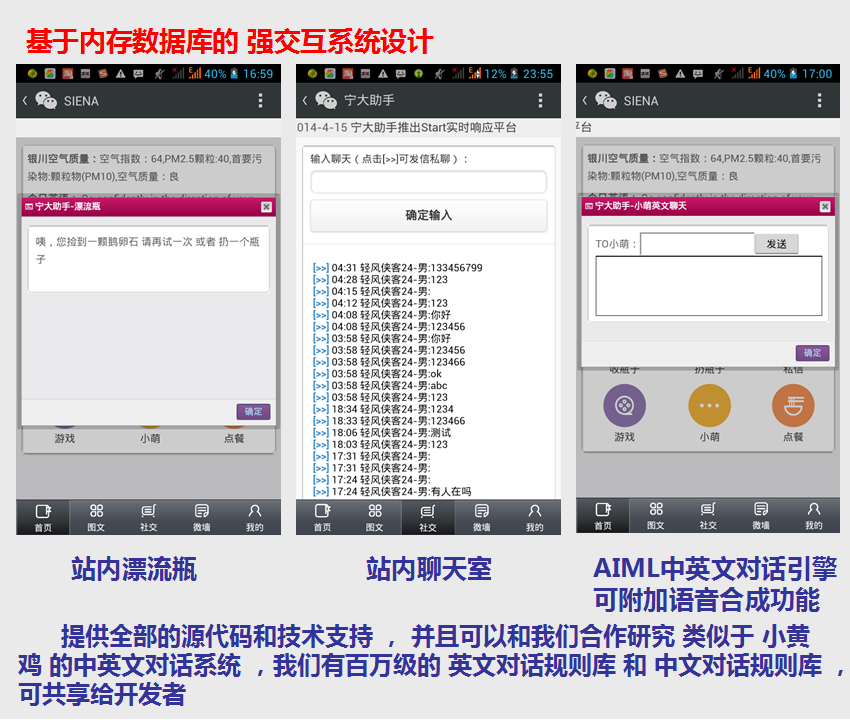 基于内存数据库的 强交互系统设计
40% 16:59
SIENA
银川空气质量：空气指数：64,PM2.5颗粒:40,首要污
染物:颗粒物(PM10),空气质量：良
宁大助手-漂流瓶
咦，您捡到一颗鹅卵石 请再试一次 或者 扔一个瓶
子
确定
游戏 小萌 点餐
首页 图文 社交 微墙 我的
站内漂流瓶
12% 23:55
宁大助手
014-4-15 宁大助手推出Start实时响应平台
输入聊天（点击[>>]可发信私聊）：
确定输入
[>>] 04:31 轻风侠客24-男:133456799
[>>] 04:28 轻风侠客24-男:123
[>>] 04:15 轻风侠客24-男:
[>>] 04:12 轻风侠客24-男:123
[>>] 04:08 轻风侠客24-男:你好
[>>] 04:08 轻风侠客24-男:123456
[>>] 03:58 轻风侠客24-男:你好
[>>] 03:58 轻风侠客24-男:123456
[>>] 03:58 轻风侠客24-男:123466
[>>] 03:58 轻风侠客24-男:ok
[>>] 03:58 轻风侠客24-男:abc
[>>] 03:58 轻风侠客24-男:123
[>>] 18:34 轻风侠客24-男:1234
[>>] 18:33 轻风侠客24-男:123466
[>>] 18:06 轻风侠客24-男:测试
[>>] 18:03 轻风侠客24-男:123
[>>] 17:31 轻风侠客24-男:
[>>] 17:31 轻风侠客24-男:
[>>] 17:24 轻风侠客24-男:
[>>] 17:24 轻风侠客24-男:有人在吗
首页 图文 社交 微墙 我的
站内聊天室
40% 17:00
SIENA
平台
银川空气质量：空气指数：64,PM2.5颗粒:40,首要污
染物:颗粒物(PM10),空气质量：良
宁大助手-小萌英文聊天
TO小萌： 发送
确定
收瓶子 扔瓶子 私信
游戏 小萌 点餐
首页 图文 社交 微墙 我的
AIML中英文对话引擎
可附加语音合成功能
提供全部的源代码和技术支持 ， 并且可以和我们合作研究 类似于 小黄
鸡 的中英文对话系统 ，我们有百万级的 英文对话规则库 和 中文对话规则库 ，
可共享给开发者